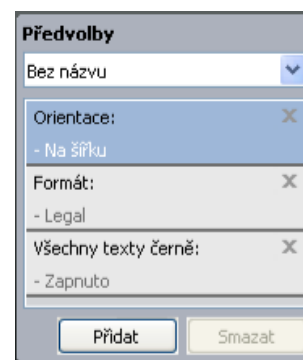 Předvolby
Bez názvu
Orientace:
- Na šířku
Formát:
- Legal
Všechny texty černě:
- Zapnuto
Přidat Smazat